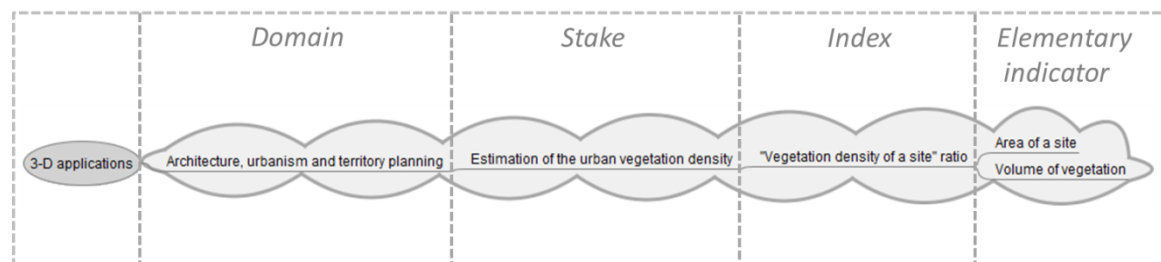 Domain
Stake
Index
Elementary
indicator
3-D applications
Architecture, urbanism and territory planning
Estimation of the urban vegetation density
"Vegetation density of a site" ratio
Area of a site
Volume of vegetation